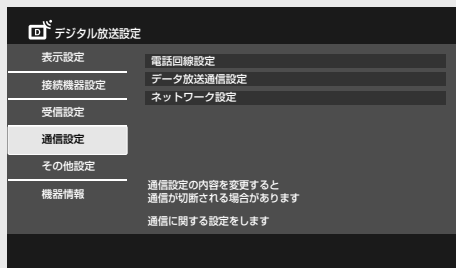 D デジタル放送設定
表示設定
接続機器設定
受信設定
通信設定
その他設定
機器情報
電話回線設定
データ放送通信設定
ネットワーク設定
通信設定の内容を変更すると
通信が切断される場合があります
通信に関する設定をします